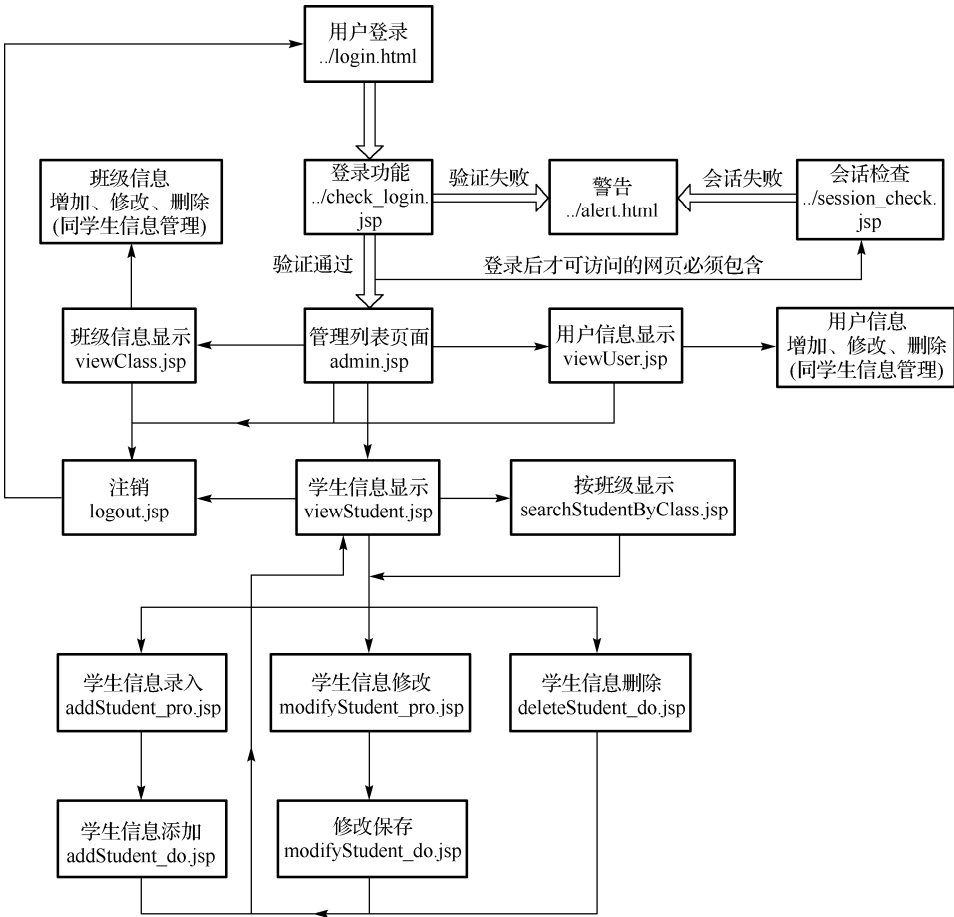 用户登录
../login.html
班级信息
增加、修改、删除
(同学生信息管理)
登录功能
../check_login.
jsp
验证失败
警告
../alert.html
会话失败
会话检查
../session_check.
jsp
验证通过
登录后才可访问的网页必须包含
班级信息显示
viewClass.jsp
管理列表页面
admin.jsp
用户信息显示
viewUser.jsp
用户信息
增加、修改、删除
(同学生信息管理)
注销
logout.jsp
学生信息显示
viewStudent.jsp
按班级显示
searchStudentByClass.jsp
学生信息录入
addStudent_pro.jsp
学生信息修改
modifyStudent_pro.jsp
学生信息删除
deleteStudent_do.jsp
学生信息添加
addStudent_do.jsp
修改保存
modifyStudent_do.jsp